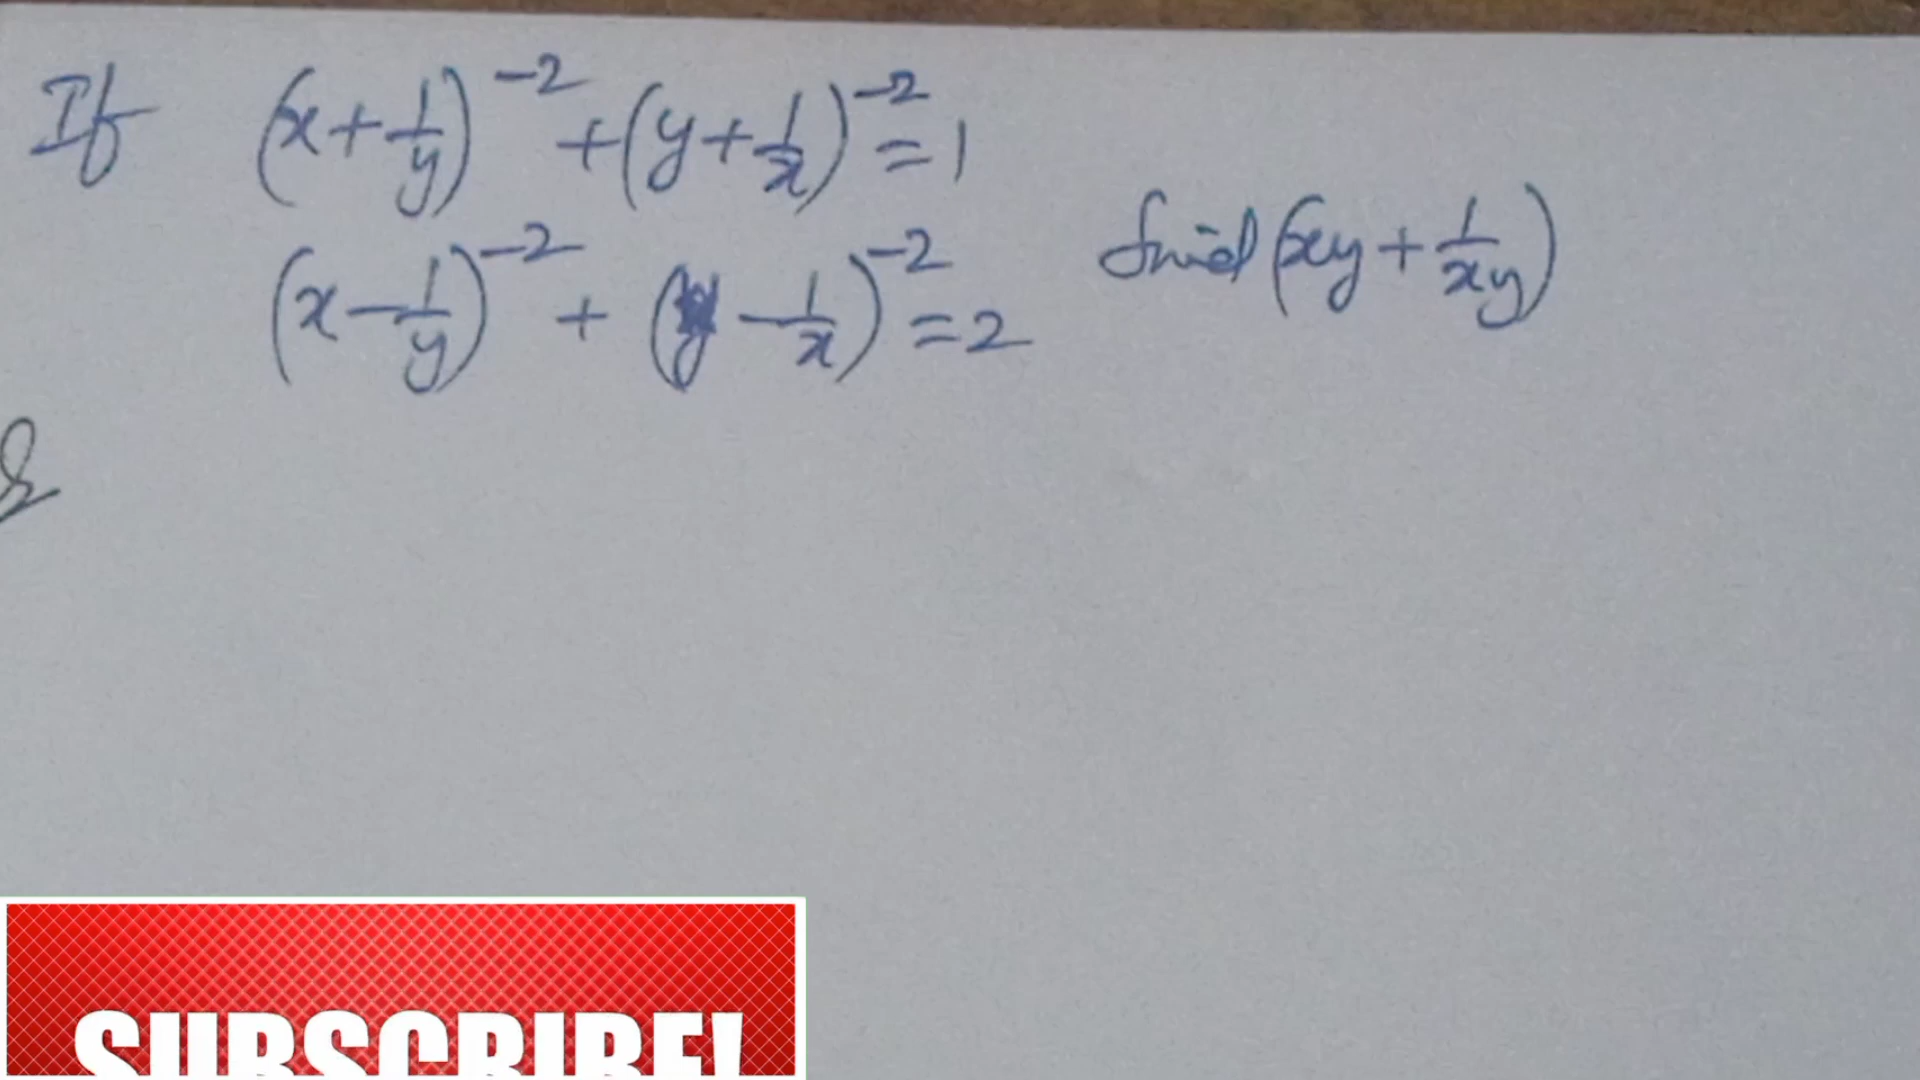 If (x+1/y)^-2 + (y+1/x)^-2 = 1
(x-1/y)^-2 + (y-1/x)^-2 = 2 find (xy+1/xy)
SUBSCRIBE!